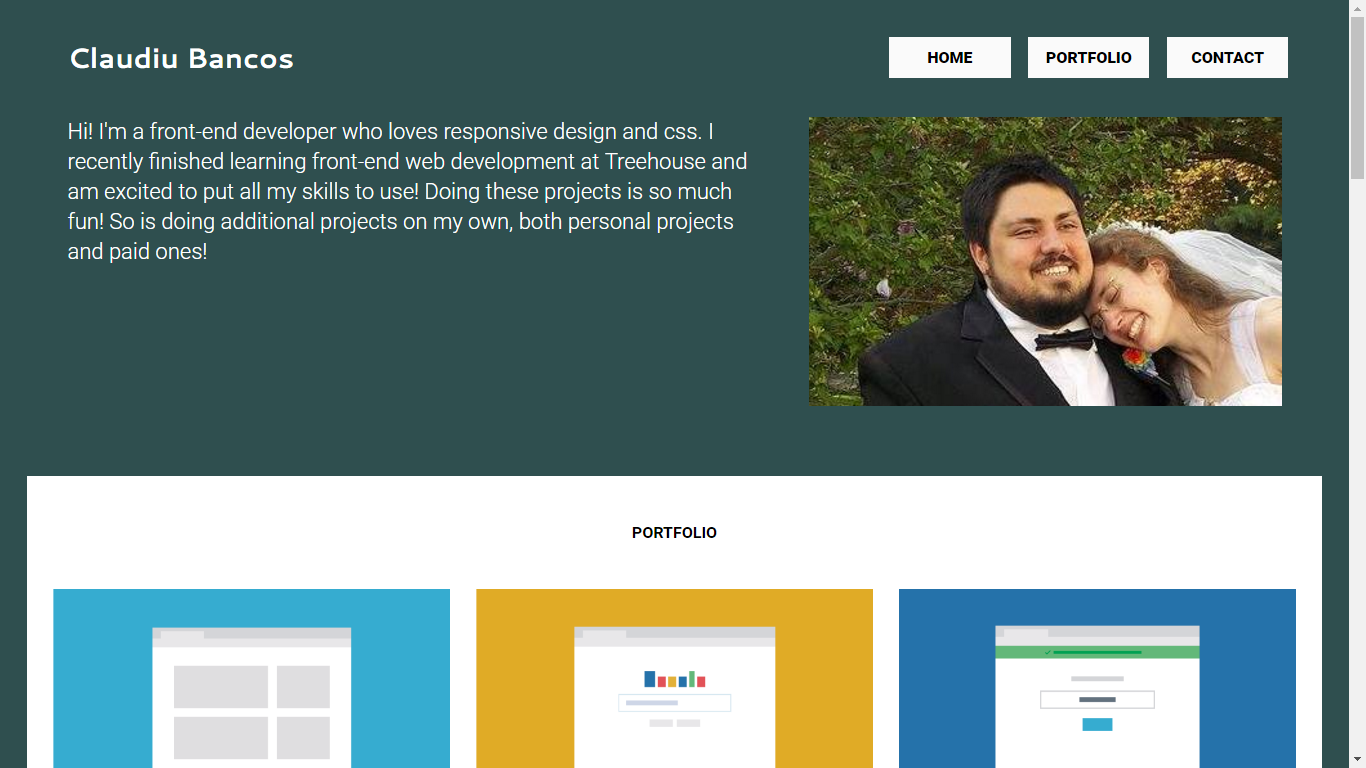 Claudiu Bancos
HOME
PORTFOLIO
CONTACT
Hi! I'm a front-end developer who loves responsive design and css. I
recently finished learning front-end web development at Treehouse and
am excited to put all my skills to use! Doing these projects is so much
fun! So is doing additional projects on my own, both personal projects
and paid ones!
PORTFOLIO